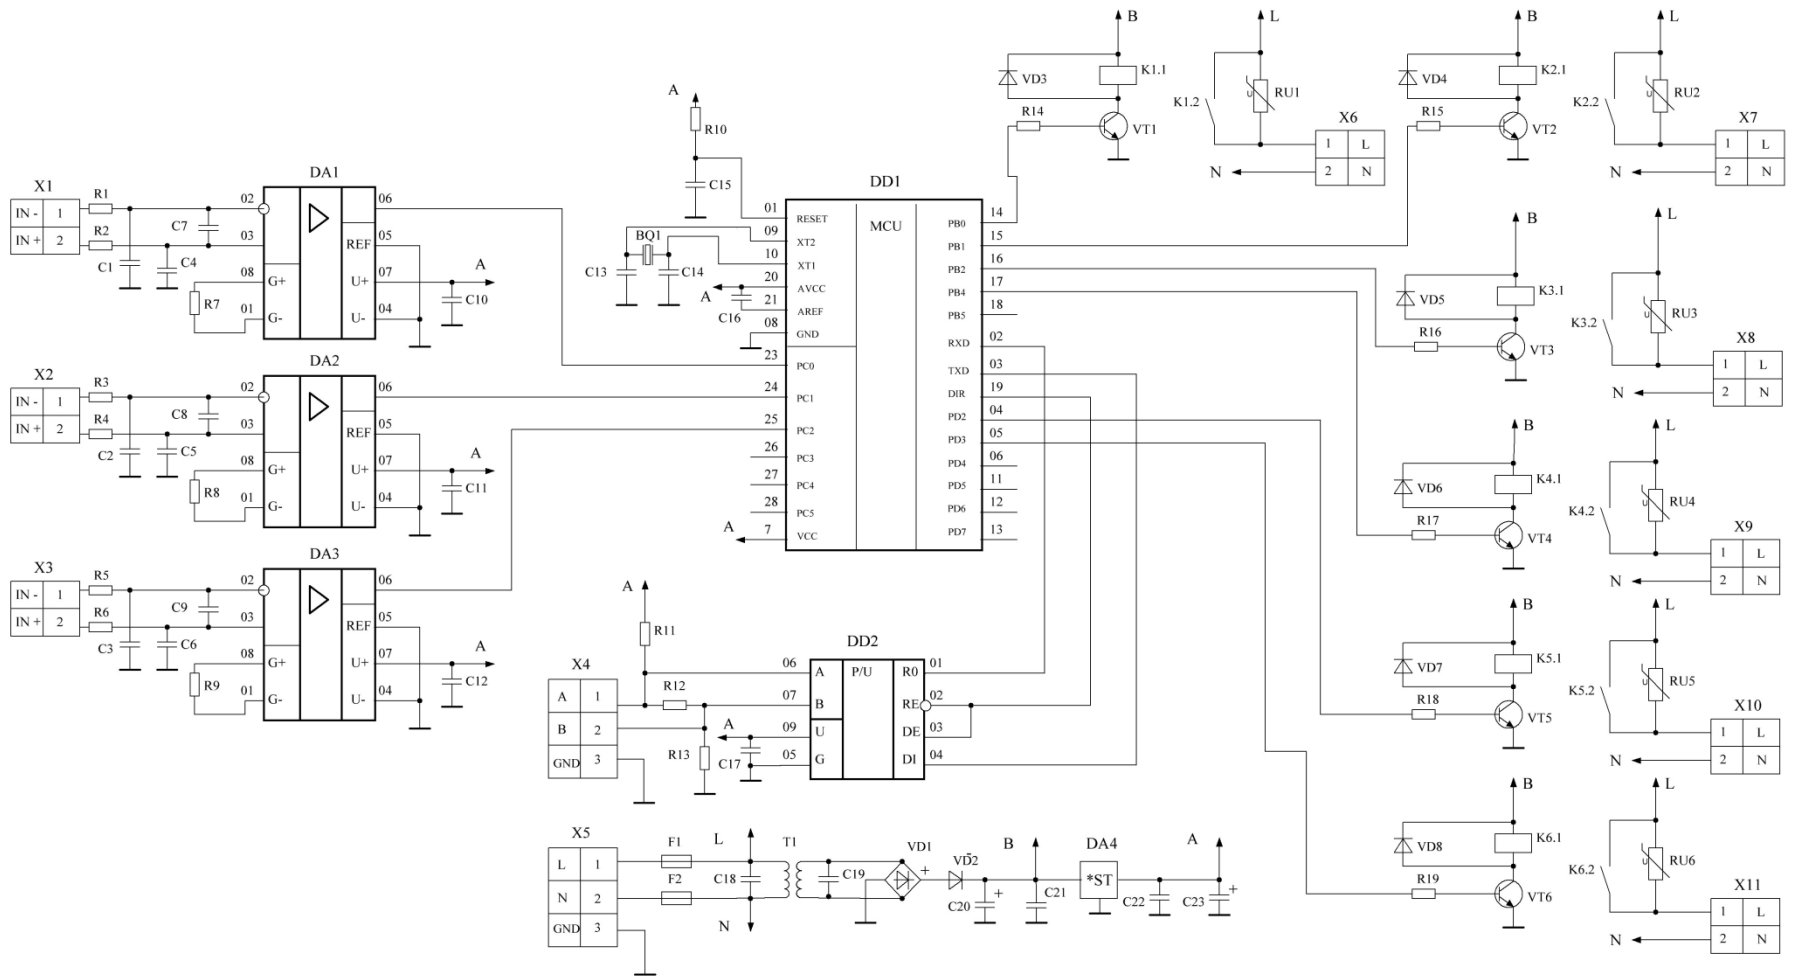 X1
IN - 1
IN + 2
R1
R2
C1
C4
C7
R7
DA1
02
03
08
01
G+
G-
REF
U+
U-
06
05
07
04
A
C10
X2
IN - 1
IN + 2
R3
R4
C2
C5
C8
R8
DA2
02
03
08
01
G+
G-
REF
U+
U-
06
05
07
04
A
C11
X3
IN - 1
IN + 2
R5
R6
C3
C6
C9
R9
DA3
02
03
08
01
G+
G-
REF
U+
U-
06
05
07
04
A
C12
A
R10
C15
BQ1
C13
C14
A
C16
A
DD1
MCU
01 RESET
09 XT2
10 XT1
20 AVCC
21 AREF
08 GND
23 PC0
24 PC1
25 PC2
26 PC3
27 PC4
28 PC5
7 VCC
PB0 14
PB1 15
PB2 16
PB4 17
PB5 18
RXD 02
TXD 03
DIR 19
PD2 04
PD3 05
PD4 06
PD5 11
PD6 12
PD7 13
A
R11
X4
A 1
B 2
GND 3
R12
R13
A
C17
DD2
P/U
06 A
07 B
09 U
05 G
R0 01
RE 02
DE 03
DI 04
X5
L 1
N 2
GND 3
F1
F2
L
N
C18
T1
C19
VD1
+
VD2
C20
+
B
C21
DA4
*ST
C22
A
C23
+
B
VD3
K1.1
R14
VT1
L
K1.2
RU1
U
N
X6
1 L
2 N
B
VD4
K2.1
R15
VT2
L
K2.2
RU2
U
N
X7
1 L
2 N
B
VD5
K3.1
R16
VT3
L
K3.2
RU3
U
N
X8
1 L
2 N
B
VD6
K4.1
R17
VT4
L
K4.2
RU4
U
N
X9
1 L
2 N
B
VD7
K5.1
R18
VT5
L
K5.2
RU5
U
N
X10
1 L
2 N
B
VD8
K6.1
R19
VT6
L
K6.2
RU6
U
N
X11
1 L
2 N